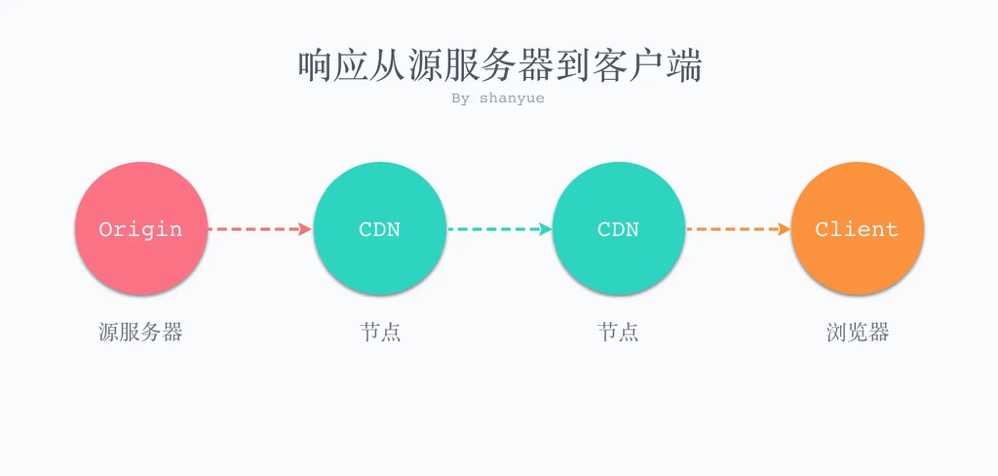 响应从源服务器到客户端
By shanyue
Origin
CDN
CDN
Client
源服务器
节点
节点
浏览器